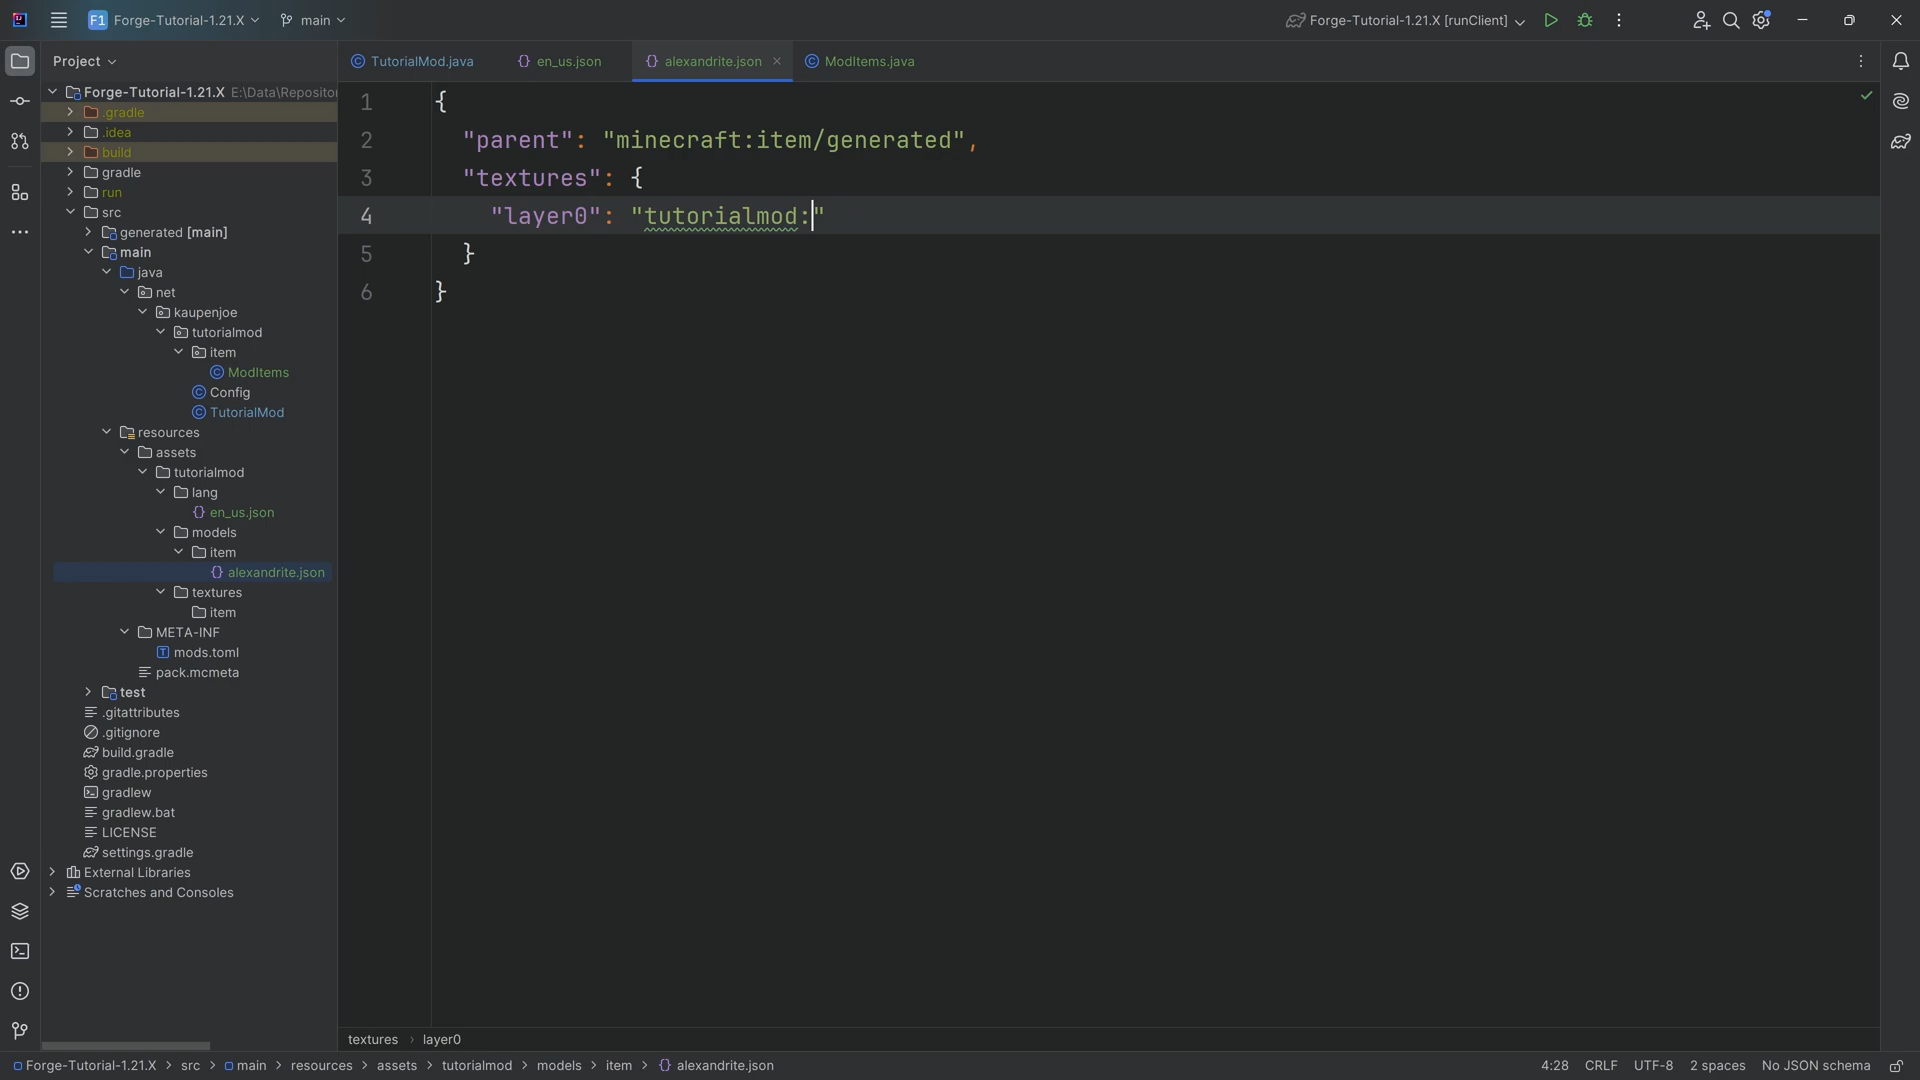 F1 Forge-Tutorial-1.21.X main Forge-Tutorial-1.21.X [runClient]
Project
TutorialMod.java en_us.json alexandrite.json ModItems.java
Forge-Tutorial-1.21.X E:\Data\Repositor
.gradle
.idea
build
gradle
run
src
generated [main]
main
java
net
kaupenjoe
tutorialmod
item
ModItems
Config
TutorialMod
resources
assets
tutorialmod
lang
en_us.json
models
item
alexandrite.json
textures
item
META-INF
mods.toml
pack.mcmeta
test
.gitattributes
.gitignore
build.gradle
gradle.properties
gradlew
gradlew.bat
LICENSE
settings.gradle
External Libraries
Scratches and Consoles
1 {
2 "parent": "minecraft:item/generated",
3 "textures": {
4 "layer0": "tutorialmod:"
5 }
6 }
textures › layer0
Forge-Tutorial-1.21.X > src > main > resources > assets > tutorialmod > models > item > alexandrite.json 4:28 CRLF UTF-8 2 spaces No JSON schema